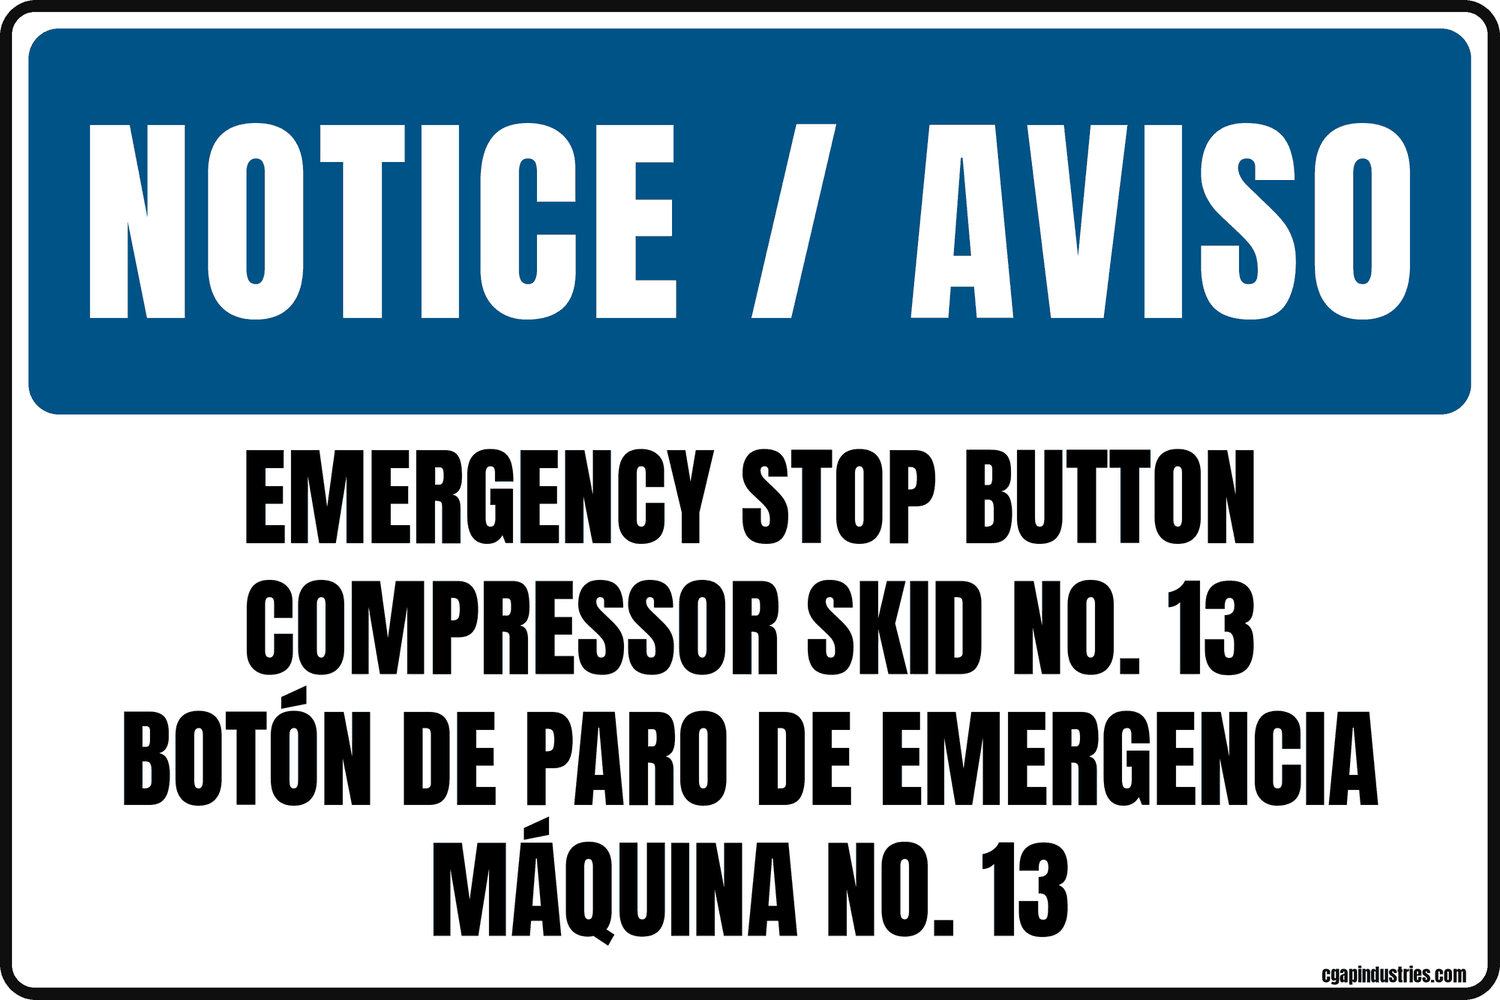 NOTICE / AVISO
EMERGENCY STOP BUTTON
COMPRESSOR SKID NO. 13
BOTÓN DE PARO DE EMERGENCIA
MÁQUINA NO. 13
cgapindustries.com